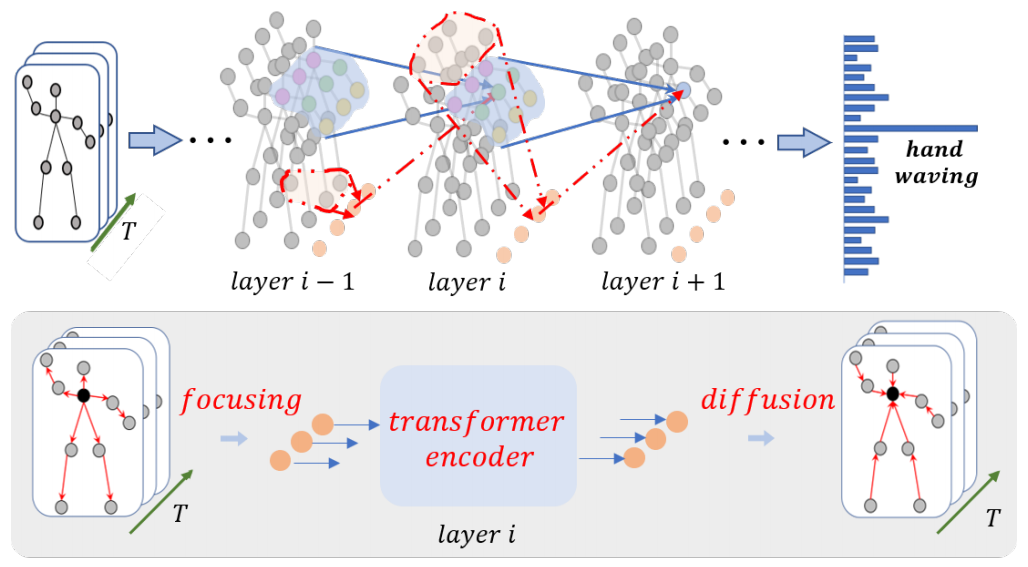 T
layer i − 1
layer i
layer i + 1
hand
waving
focusing
transformer
encoder
diffusion
T
layer i
T